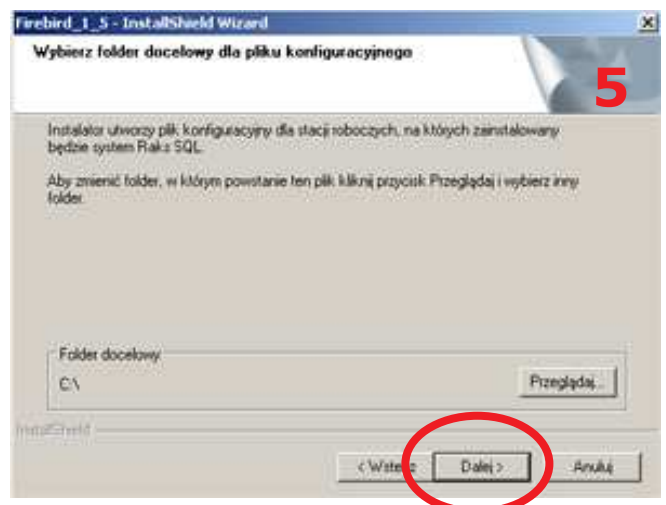 Firebird_1_5 - InstallShield Wizard
Wybierz folder docelowy dla pliku konfiguracyjnego
5
Instalator utworzy plik konfiguracyjny dla stacji roboczych, na których zainstalowany
będzie system Raks SQL.
Aby zmienić folder, w którym powstanie ten plik kliknij przycisk Przeglądaj i wybierz inny
folder.
Folder docelowy
C:\
Przeglądaj...
InstallShield
< Wstecz
Dalej >
Anuluj